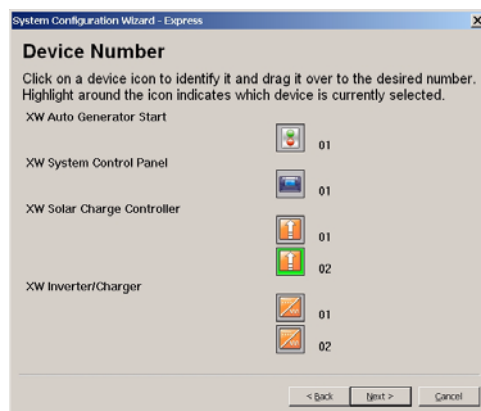 System Configuration Wizard - Express
X
Device Number
Click on a device icon to identify it and drag it over to the desired number.
Highlight around the icon indicates which device is currently selected.
XW Auto Generator Start
01
XW System Control Panel
01
XW Solar Charge Controller
01
02
XW Inverter/Charger
01
02
< Back
Next >
Cancel